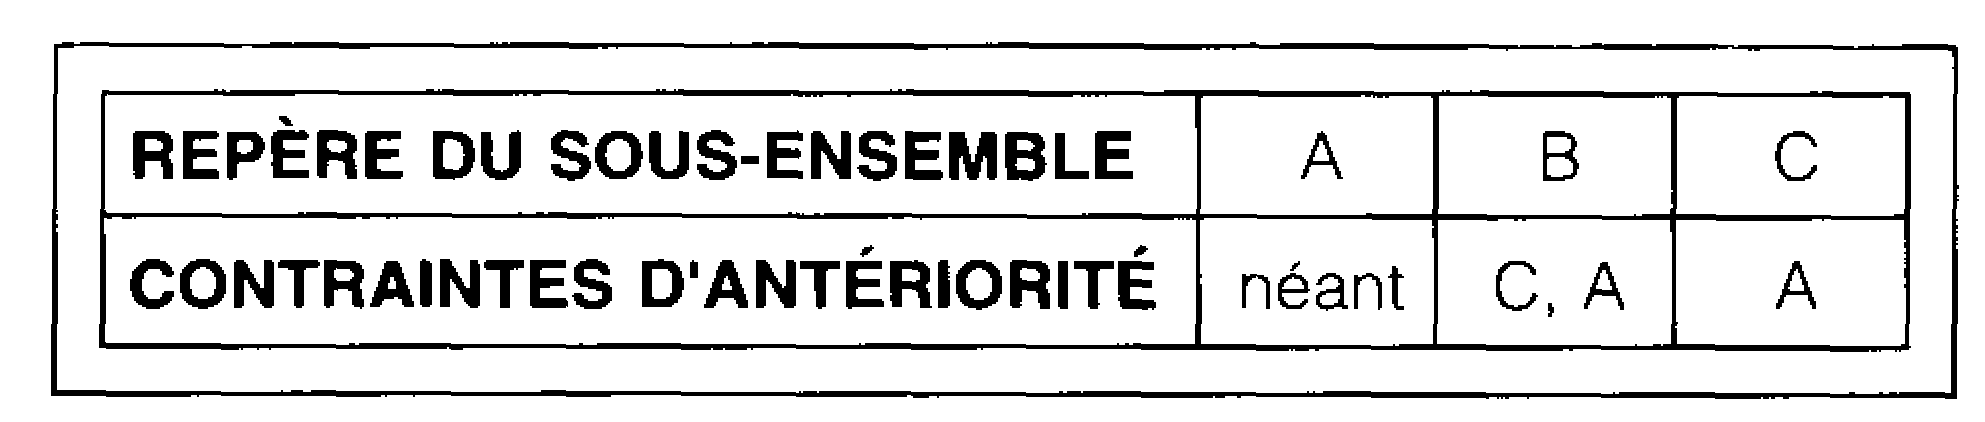 REPÈRE DU SOUS-ENSEMBLE A B C
CONTRAINTES D'ANTÉRIORITÉ néant C, A A